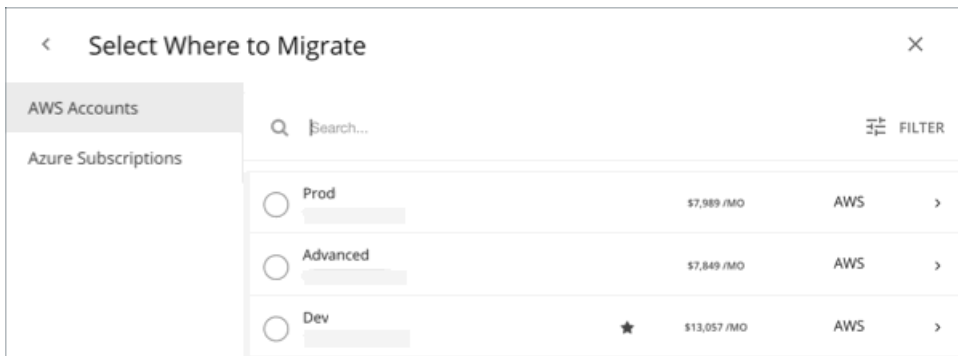 Select Where to Migrate
AWS Accounts
Azure Subscriptions
Search...
FILTER
Prod
$7,989 /MO
AWS
Advanced
$7,849 /MO
AWS
Dev
$13,057 /MO
AWS